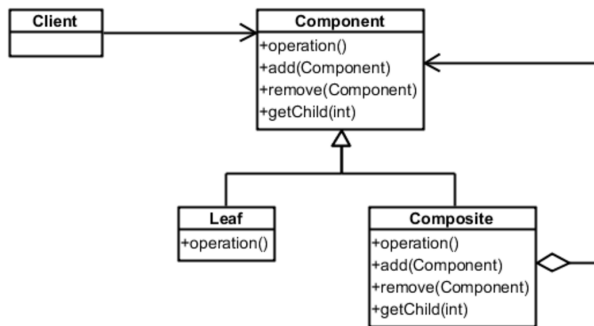 Client
Component
+operation()
+add(Component)
+remove(Component)
+getChild(int)
Leaf
+operation()
Composite
+operation()
+add(Component)
+remove(Component)
+getChild(int)